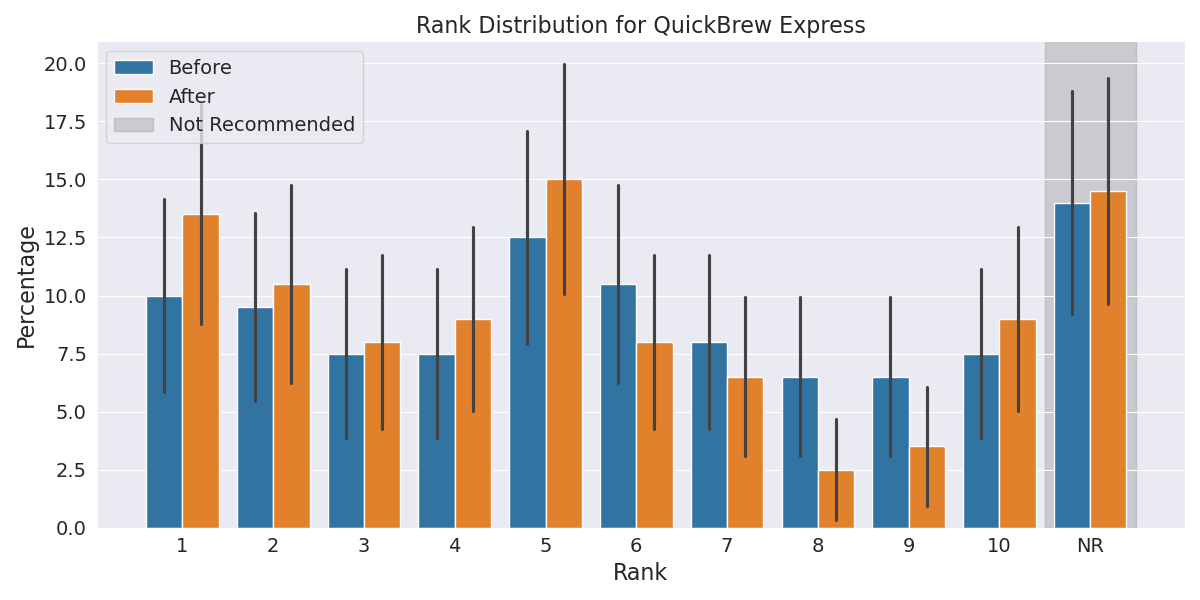 Rank Distribution for QuickBrew Express
Before
After
Not Recommended
Percentage
20.0
17.5
15.0
12.5
10.0
7.5
5.0
2.5
0.0
1 2 3 4 5 6 7 8 9 10 NR
Rank